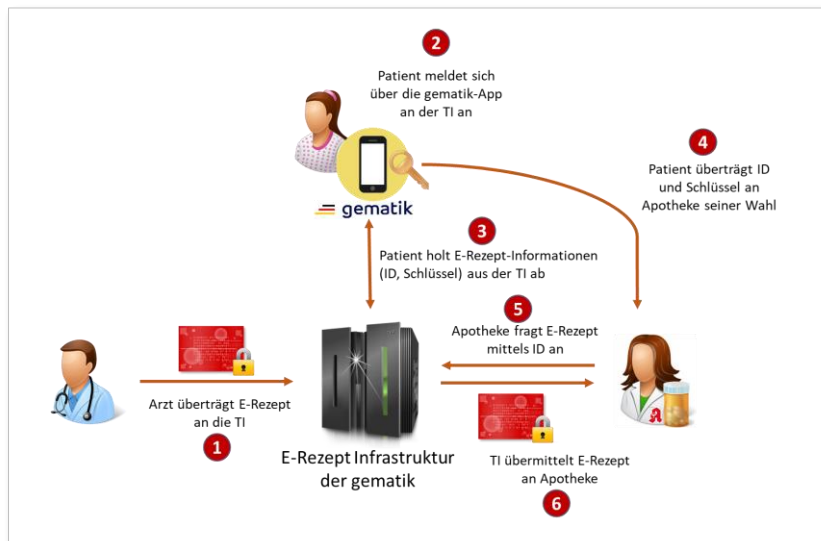 2
Patient meldet sich
über die gematik-App
an der TI an
gematik
4
Patient überträgt ID
und Schlüssel an
Apotheke seiner Wahl
3
Patient holt E-Rezept-Informationen
(ID, Schlüssel) aus der TI ab
5
Apotheke fragt E-Rezept
mittels ID an
Arzt überträgt E-Rezept
an die TI
1
E-Rezept Infrastruktur
der gematik
TI übermittelt E-Rezept
an Apotheke
6